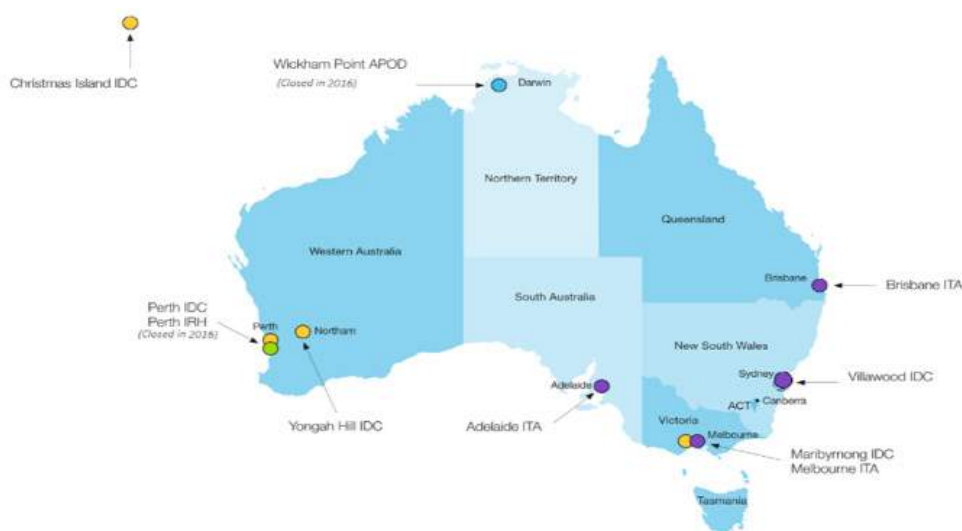 Christmas Island IDC
Wickham Point APOD
(Closed in 2016)
Darwin
Northern Territory
Queensland
Western Australia
Brisbane
Brisbane ITA
South Australia
Perth IDC
Perth IRH
(Closed in 2016)
Perth
Northam
New South Wales
Sydney
Villawood IDC
Adelaide
ACT
Canberra
Yongah Hill IDC
Adelaide ITA
Victoria
Melbourne
Maribyrnong IDC
Melbourne ITA
Tasmania